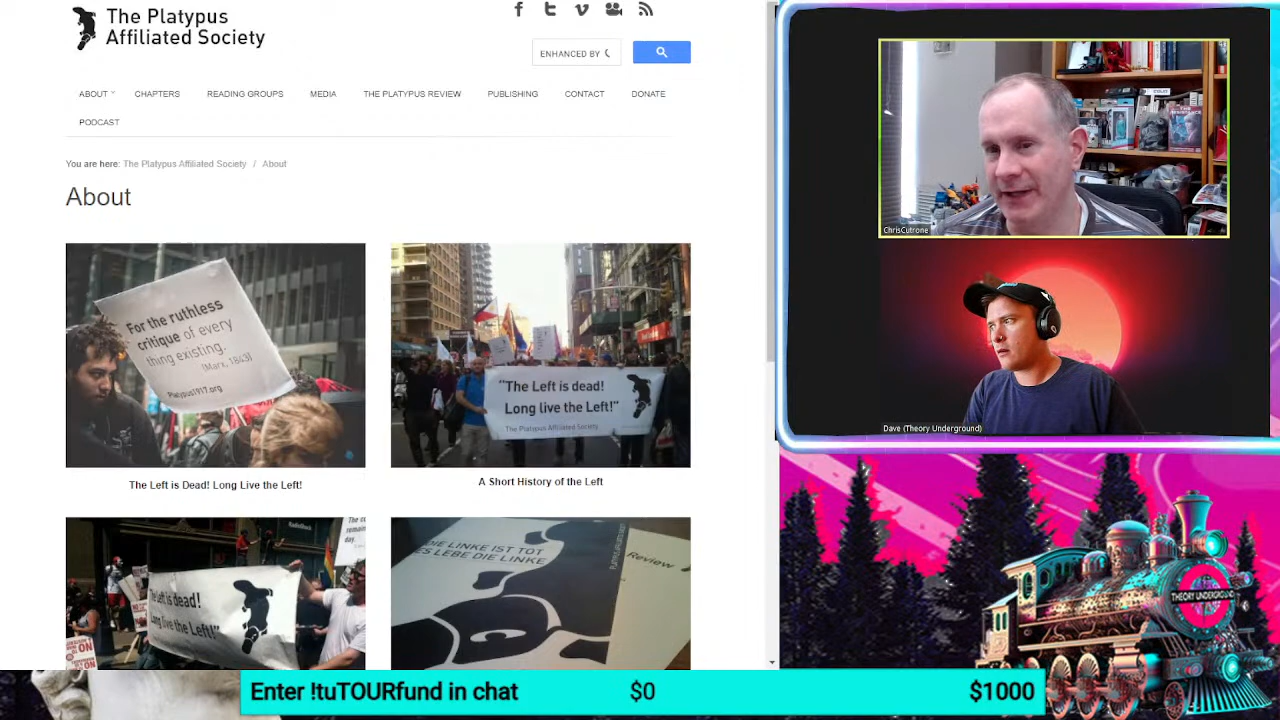 The Platypus
Affiliated Society
ENHANCED BY
ABOUT
CHAPTERS
READING GROUPS
MEDIA
THE PLATYPUS REVIEW
PUBLISHING
CONTACT
DONATE
PODCAST
You are here: The Platypus Affiliated Society / About
About
For the ruthless
critique of every
thing existing.
(Marx, 1843)
Platypus1917.org
The Left is Dead! Long Live the Left!
"The Left is dead!
Long live the Left!"
The Platypus Affiliated Society
A Short History of the Left
The Left is dead!
Long live the Left!"
DIE LINKE IST TOT
ES LEBE DIE LINKE
Review
ChrisCutrone
Dave (Theory Underground)
THEORY UNDERGROUND
Enter !tuTOURfund in chat
$0
$1000